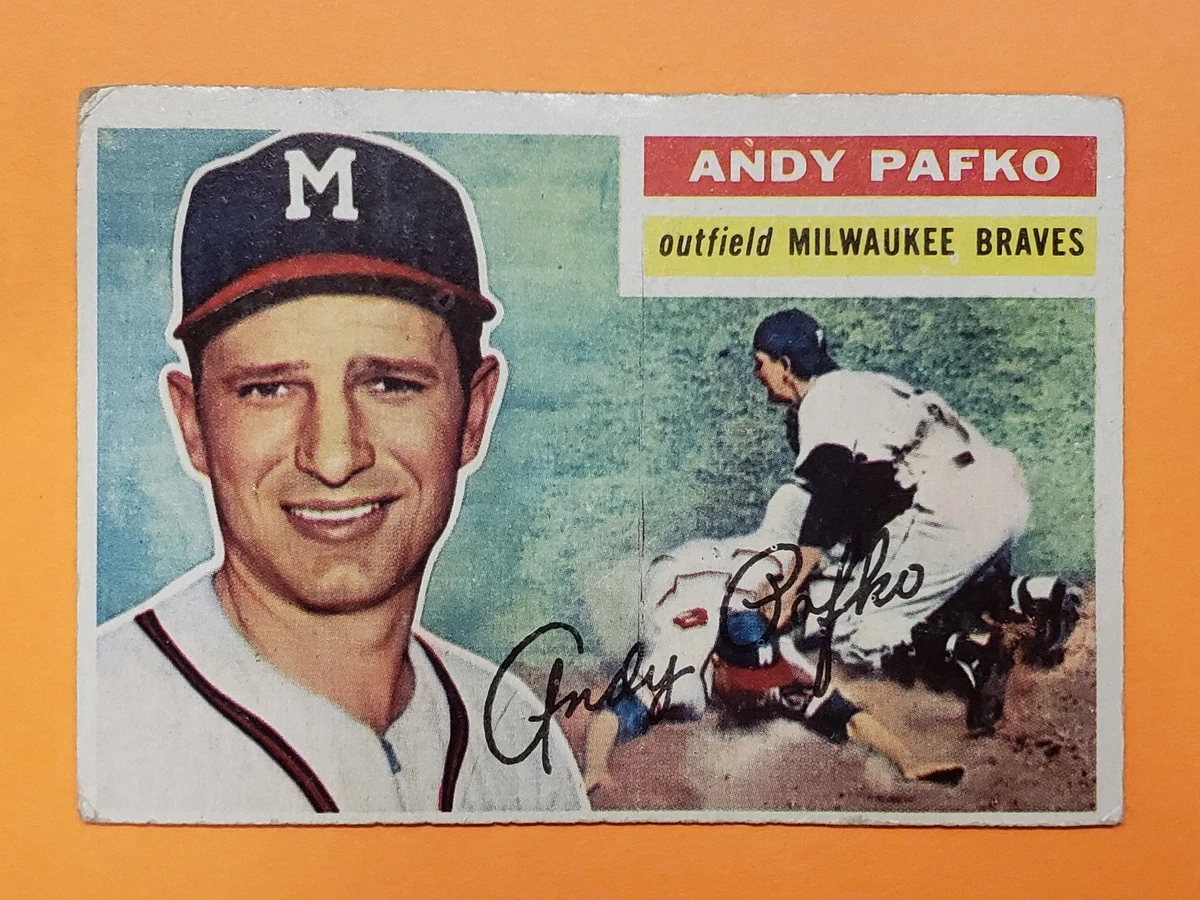 M
ANDY PAFKO
outfield MILWAUKEE BRAVES
Andy Pafko